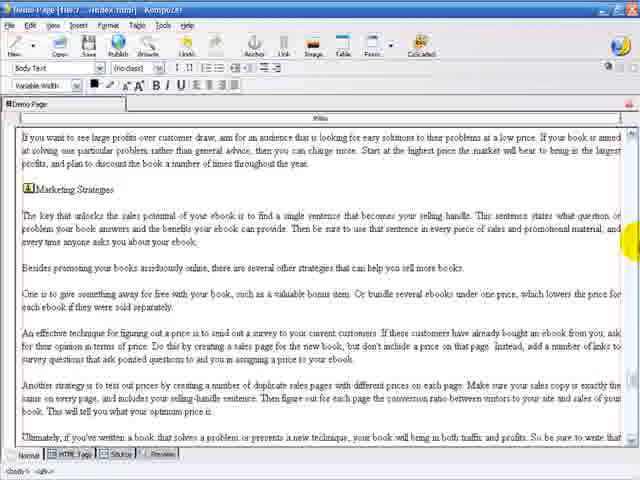 Demo-Page [file:/// /index.html] - KompoZer
File Edit View Insert Format Table Tools Help
New Open Save Publish Browse Undo Redo Anchor Link Image Table Form Cascades
Body Text (no class)
Variable Width B I U
Demo Page
If you want to see large profits over customer draw, aim for an audience that is looking for easy solutions to their problems at a low price. If your book is aimed
at solving one particular problem rather than general advice, then you can charge more. Start at the highest price the market will bear to bring in the largest
profits, and plan to discount the book a number of times throughout the year.
Marketing Strategies
The key that unlocks the sales potential of your ebook is to find a single sentence that becomes your selling handle. This sentence states what question or
problem your book answers and the benefits your ebook can provide. Then be sure to use that sentence in every piece of sales and promotional material, and
every time anyone asks you about your ebook.
Besides promoting your books assiduously online, there are several other strategies that can help you sell more books.
One is to give something away for free with your book, such as a valuable bonus item. Or bundle several ebooks under one price, which lowers the price for
each ebook if they were sold separately.
An effective technique for figuring out a price is to send out a survey to your current customers. If these customers have already bought an ebook from you, ask
for their opinion in terms of price. Do this by creating a sales page for the new book, but don't include a price on that page. Instead, add a number of links to
survey questions that ask pointed questions to aid you in assigning a price to your ebook.
Another strategy is to test out prices by creating a number of duplicate sales pages with different prices on each page. Make sure your sales copy is exactly the
same on every page, and includes your selling-handle sentence. Then figure out for each page the conversion ratio between visitors to your site and sales of your
book. This will tell you what your optimum price is.
Ultimately, if you've written a book that solves a problem or presents a new technique, your book will bring in both traffic and profits. So be sure to write that
Normal HTML Tags Source Preview
<body> <div>